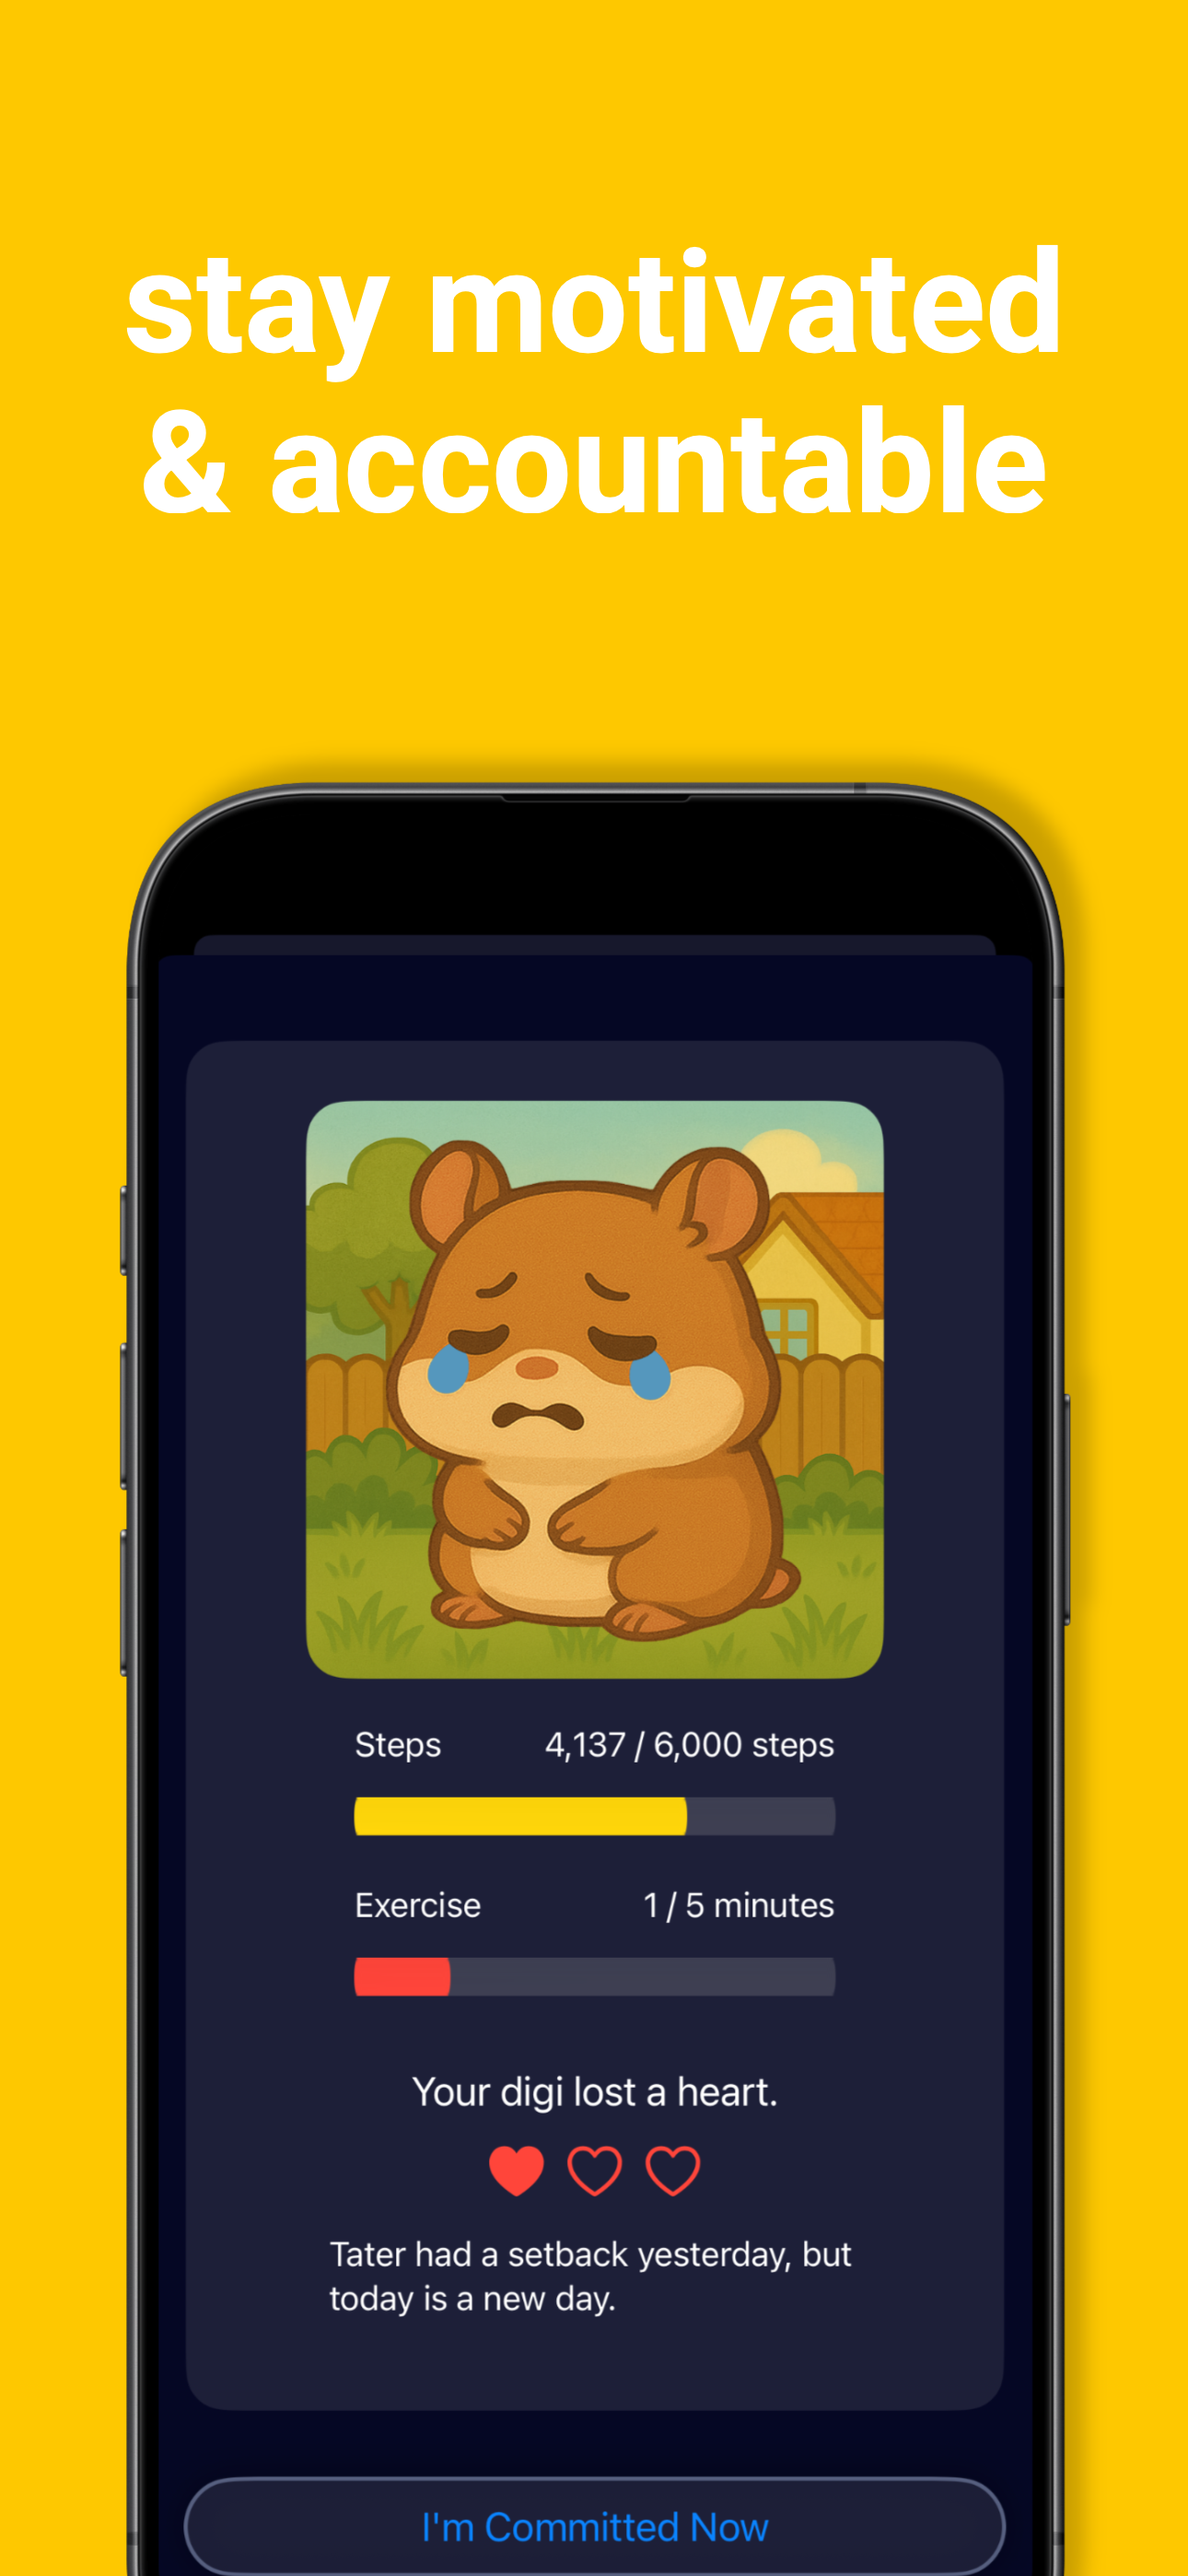 stay motivated
& accountable
Steps 4,137 / 6,000 steps
Exercise 1 / 5 minutes
Your digi lost a heart.
Tater had a setback yesterday, but
today is a new day.
I'm Committed Now